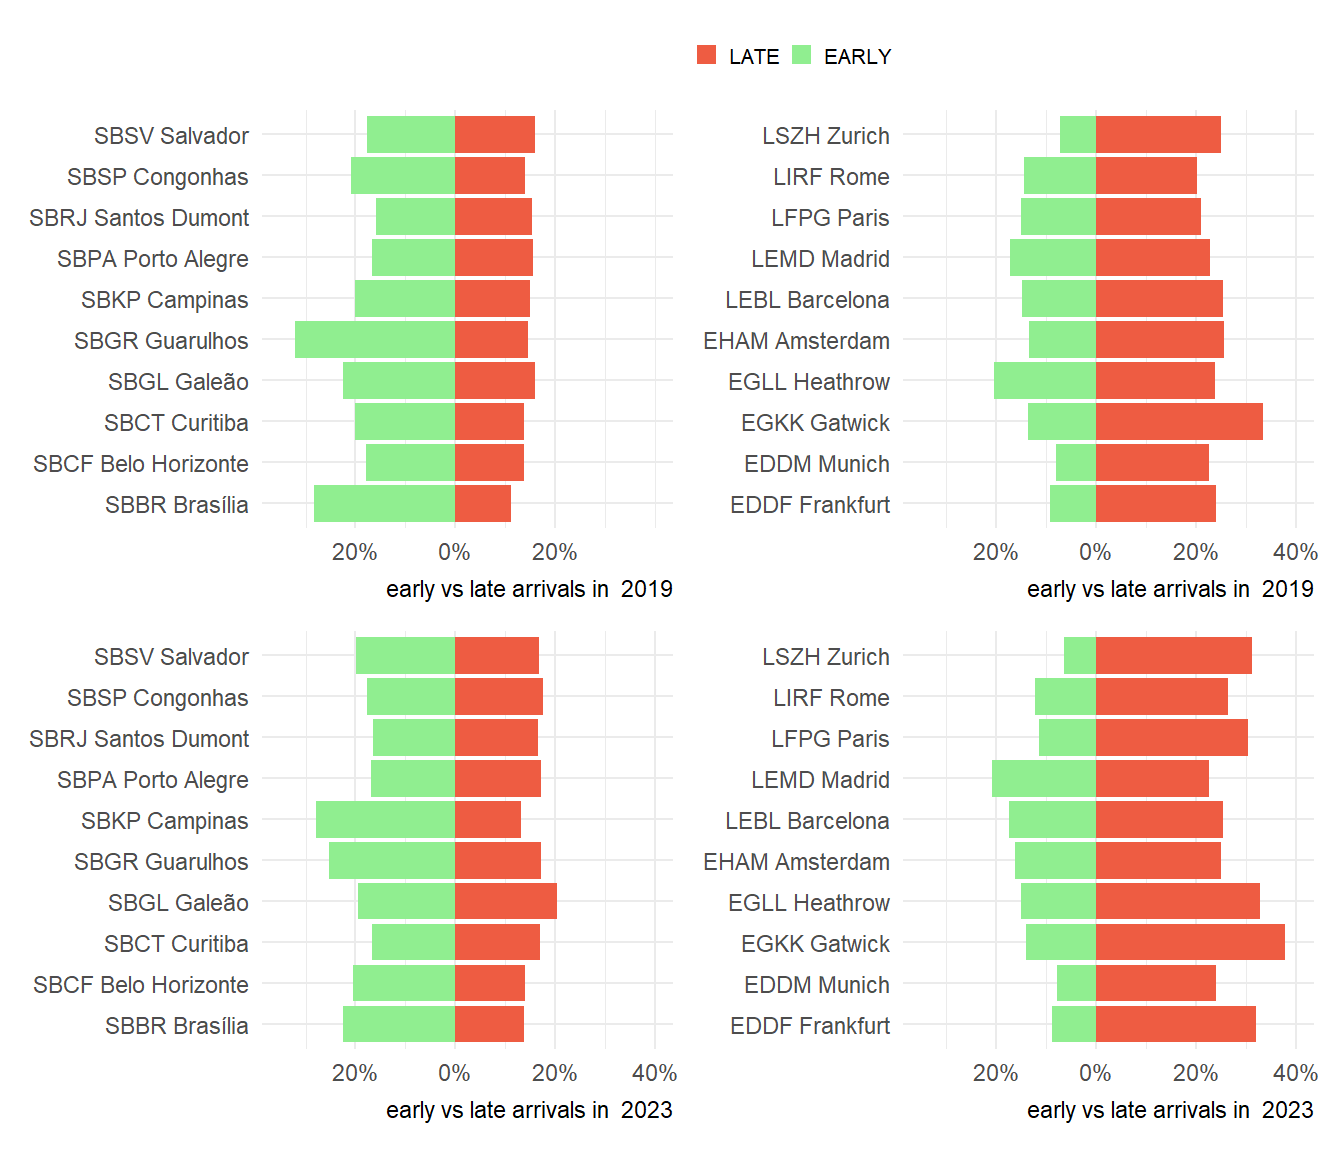 LATE EARLY
SBSV Salvador
SBSP Congonhas
SBRJ Santos Dumont
SBPA Porto Alegre
SBKP Campinas
SBGR Guarulhos
SBGL Galeão
SBCT Curitiba
SBCF Belo Horizonte
SBBR Brasília
20% 0% 20%
early vs late arrivals in 2019
LSZH Zurich
LIRF Rome
LFPG Paris
LEMD Madrid
LEBL Barcelona
EHAM Amsterdam
EGLL Heathrow
EGKK Gatwick
EDDM Munich
EDDF Frankfurt
20% 0% 20% 40%
early vs late arrivals in 2019
SBSV Salvador
SBSP Congonhas
SBRJ Santos Dumont
SBPA Porto Alegre
SBKP Campinas
SBGR Guarulhos
SBGL Galeão
SBCT Curitiba
SBCF Belo Horizonte
SBBR Brasília
20% 0% 20% 40%
early vs late arrivals in 2023
LSZH Zurich
LIRF Rome
LFPG Paris
LEMD Madrid
LEBL Barcelona
EHAM Amsterdam
EGLL Heathrow
EGKK Gatwick
EDDM Munich
EDDF Frankfurt
20% 0% 20% 40%
early vs late arrivals in 2023